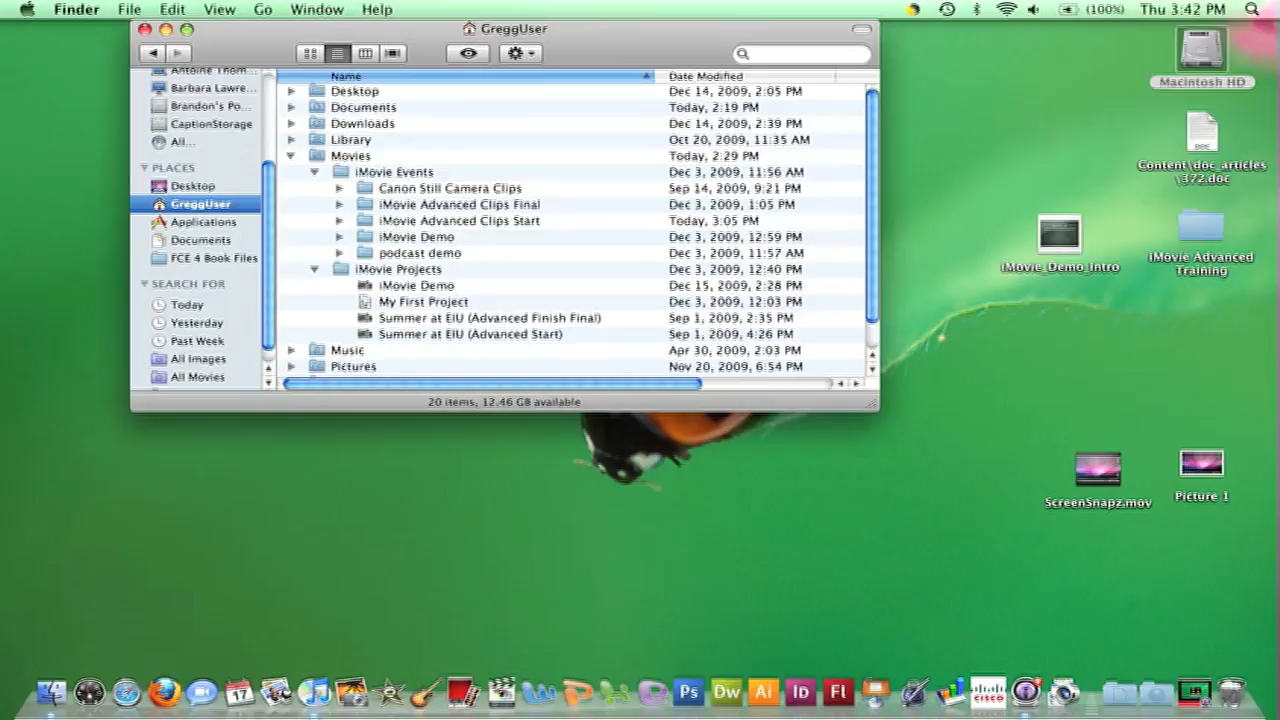 Finder File Edit View Go Window Help (100%) Thu 3:42 PM
GreggUser
Name Date Modified
Antoine Thom...
Barbara Lawre...
Brandon's Po...
CaptionStorage
All...
PLACES
Desktop
GreggUser
Applications
Documents
FCE 4 Book Files
SEARCH FOR
Today
Yesterday
Past Week
All Images
All Movies
Desktop Dec 14, 2009, 2:05 PM
Documents Today, 2:19 PM
Downloads Dec 14, 2009, 2:39 PM
Library Oct 20, 2009, 11:35 AM
Movies Today, 2:29 PM
iMovie Events Dec 3, 2009, 11:56 AM
Canon Still Camera Clips Sep 14, 2009, 9:21 PM
iMovie Advanced Clips Final Dec 3, 2009, 1:05 PM
iMovie Advanced Clips Start Today, 3:05 PM
iMovie Demo Dec 3, 2009, 12:59 PM
podcast demo Dec 3, 2009, 11:57 AM
iMovie Projects Dec 3, 2009, 12:40 PM
iMovie Demo Dec 15, 2009, 2:28 PM
My First Project Dec 3, 2009, 12:03 PM
Summer at EIU (Advanced Finish Final) Sep 1, 2009, 2:35 PM
Summer at EIU (Advanced Start) Sep 1, 2009, 4:26 PM
Music Apr 30, 2009, 2:03 PM
Pictures Nov 20, 2009, 6:54 PM
20 items, 12.46 GB available
Macintosh HD
DOC
Content\doc_articles
\372.doc
iMovie_Demo_Intro
iMovie Advanced
Training
ScreenSnapz.mov
Picture 1
17
Ps Dw Ai Id Fl
CISCO